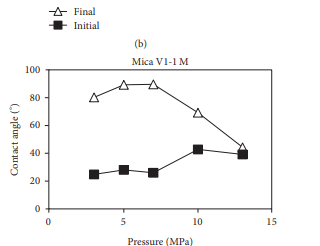 Final
Initial
(b)
Mica V1-1 M
100
80
60
40
20
0
Contact angle (°)
0 5 10 15
Pressure (MPa)